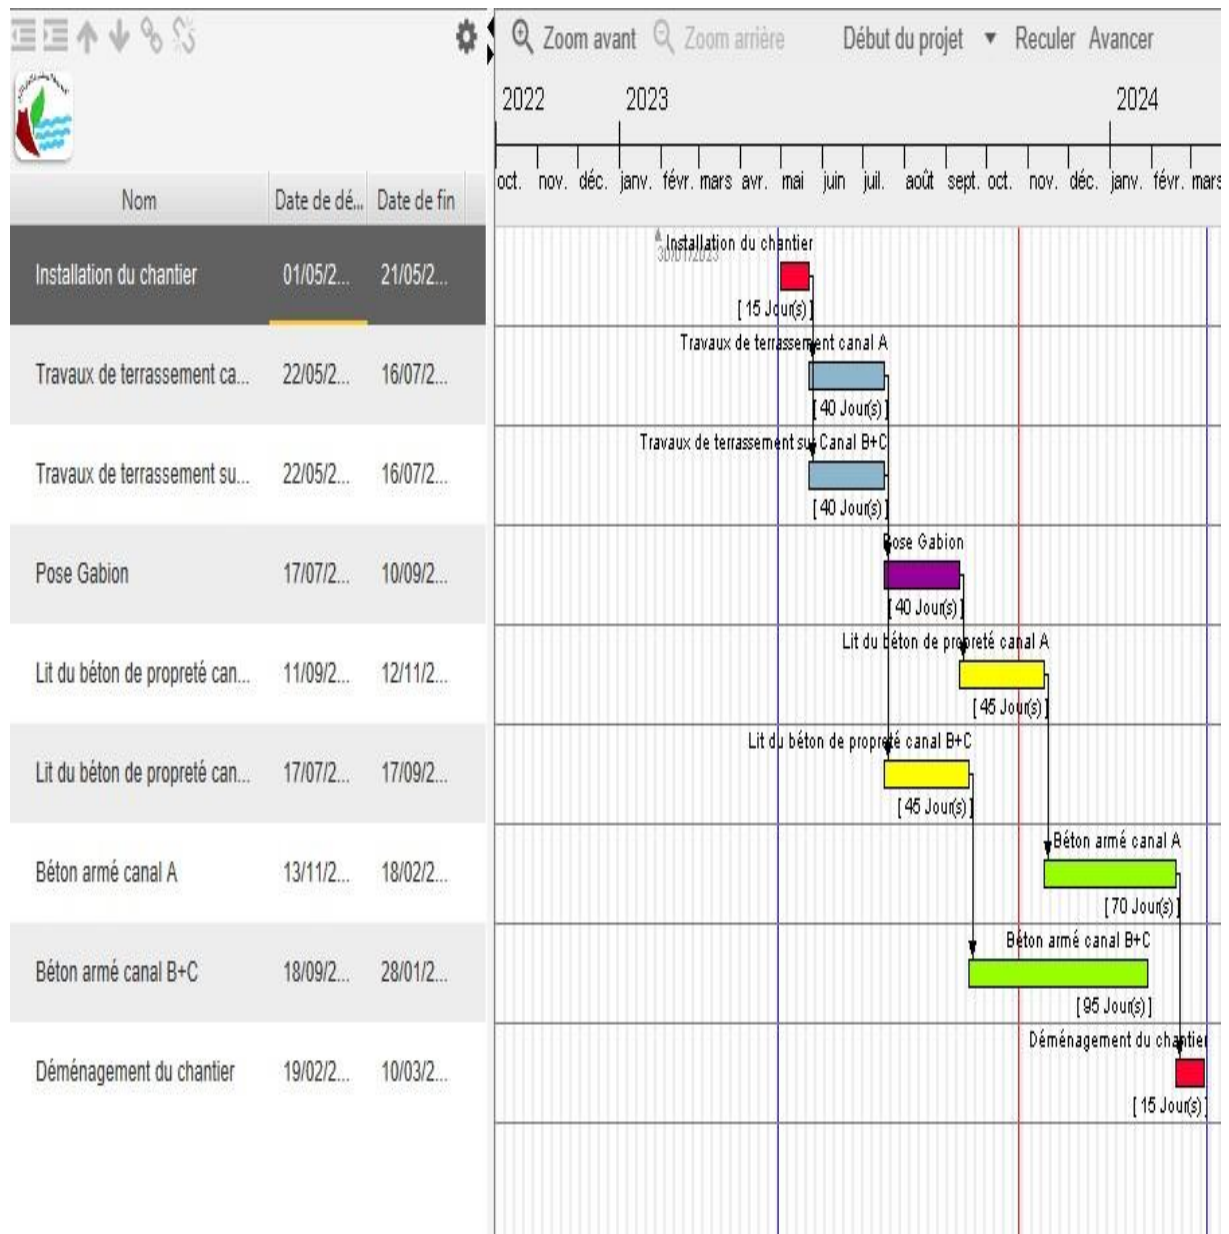 Zoom avant Zoom arrière Début du projet Reculer Avancer
2022 2023 2024
oct. nov. déc. janv. févr. mars avr. mai juin juil. août sept. oct. nov. déc. janv. févr. mars
Nom Date de dé... Date de fin
Installation du chantier 01/05/2... 21/05/2...
Installation du chantier
30/01/2023
[ 15 Jour(s) ]
Travaux de terrassement ca... 22/05/2... 16/07/2...
Travaux de terrassement canal A
[ 40 Jour(s) ]
Travaux de terrassement su... 22/05/2... 16/07/2...
Travaux de terrassement sur Canal B+C
[ 40 Jour(s) ]
Pose Gabion 17/07/2... 10/09/2...
Pose Gabion
[ 40 Jour(s) ]
Lit du béton de propreté can... 11/09/2... 12/11/2...
Lit du béton de propreté canal A
[ 45 Jour(s) ]
Lit du béton de propreté can... 17/07/2... 17/09/2...
Lit du béton de propreté canal B+C
[ 45 Jour(s) ]
Béton armé canal A 13/11/2... 18/02/2...
Béton armé canal A
[ 70 Jour(s) ]
Béton armé canal B+C 18/09/2... 28/01/2...
Béton armé canal B+C
[ 95 Jour(s) ]
Déménagement du chantier 19/02/2... 10/03/2...
Déménagement du chantier
[ 15 Jour(s) ]